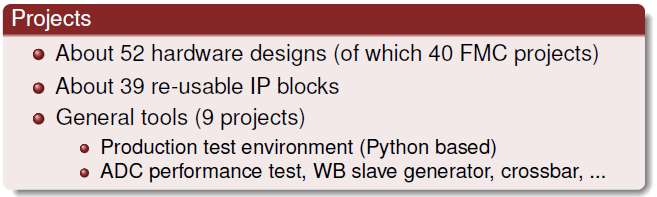 Projects
About 52 hardware designs (of which 40 FMC projects)
About 39 re-usable IP blocks
General tools (9 projects)
Production test environment (Python based)
ADC performance test, WB slave generator, crossbar, ...